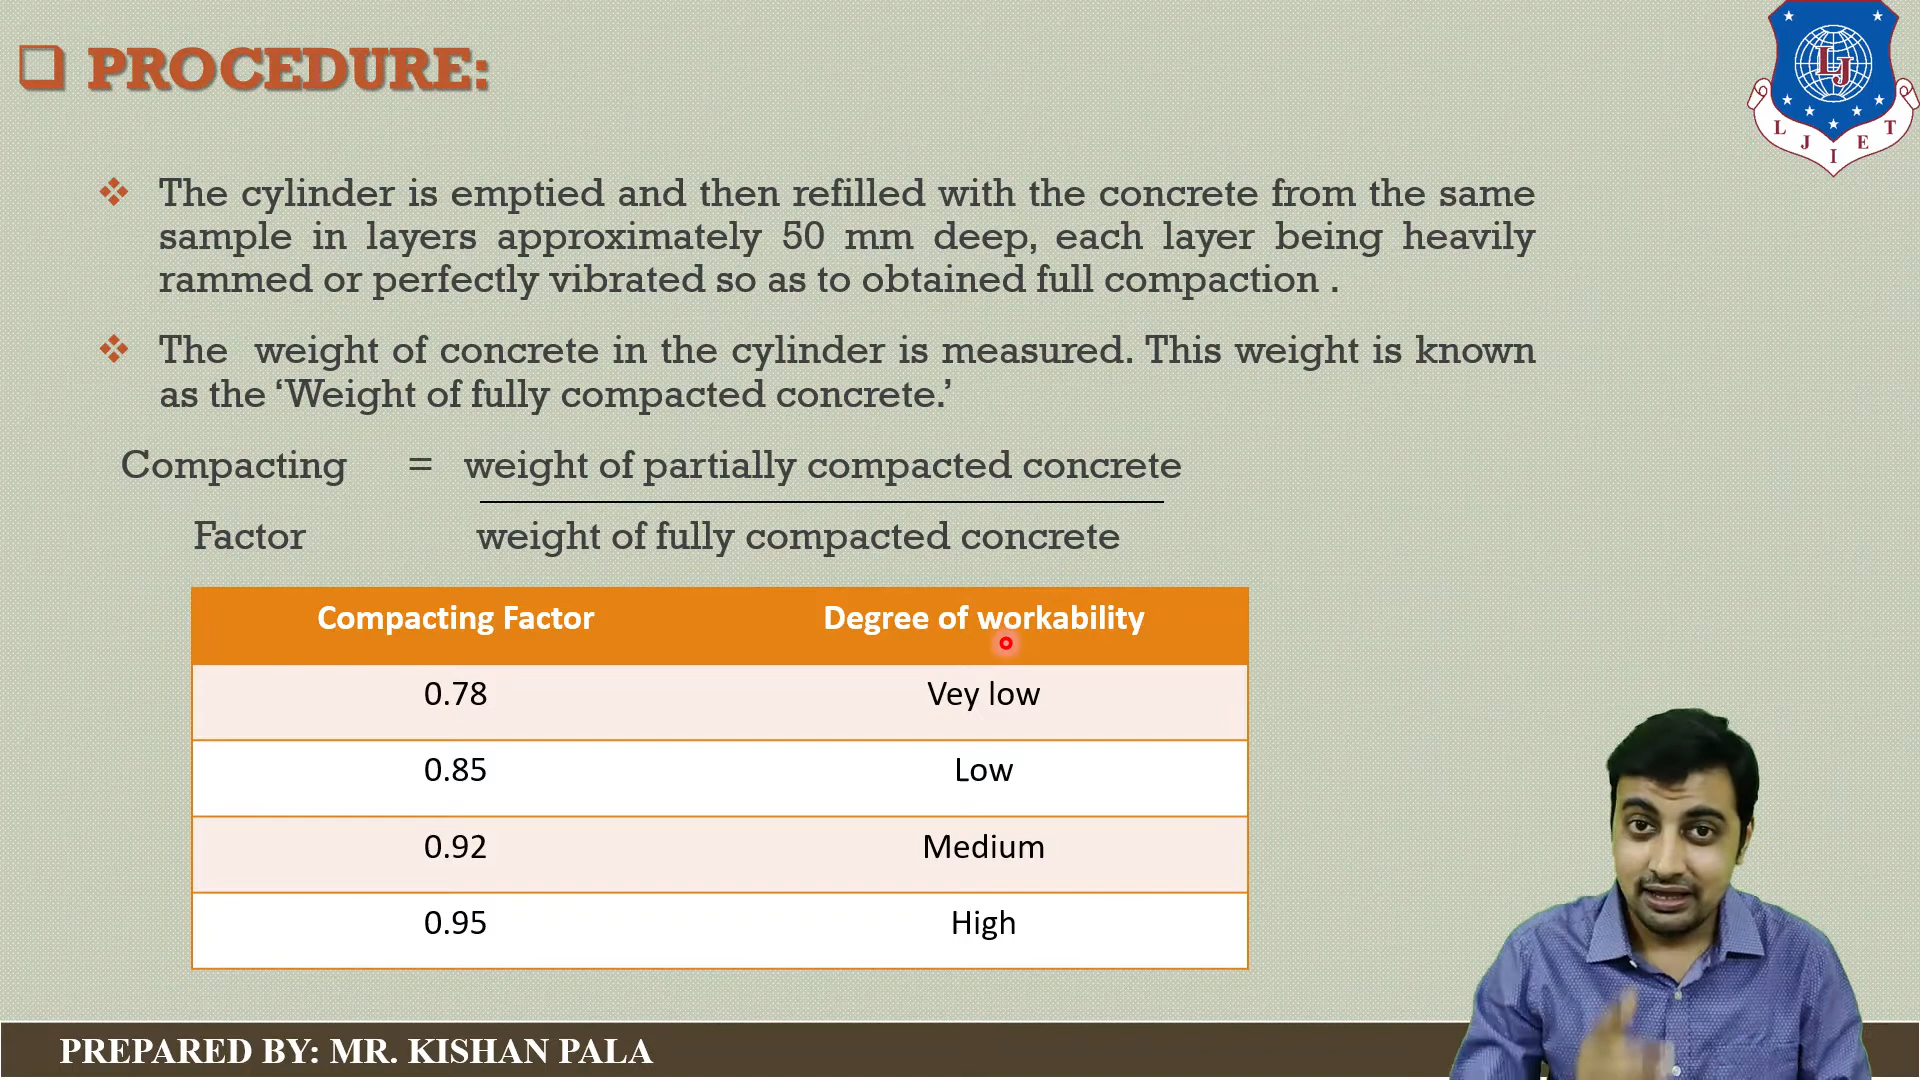 ❑ PROCEDURE:
L J I E T
LJ
❖ The cylinder is emptied and then refilled with the concrete from the same
sample in layers approximately 50 mm deep, each layer being heavily
rammed or perfectly vibrated so as to obtained full compaction .
❖ The weight of concrete in the cylinder is measured. This weight is known
as the ‘Weight of fully compacted concrete.’
Compacting = weight of partially compacted concrete
Factor weight of fully compacted concrete
Compacting Factor Degree of workability
0.78 Vey low
0.85 Low
0.92 Medium
0.95 High
PREPARED BY: MR. KISHAN PALA